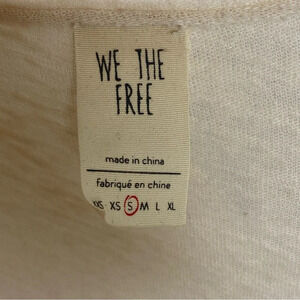 WE THE
FREE
made in china
fabriqué en chine
XS S M L XL